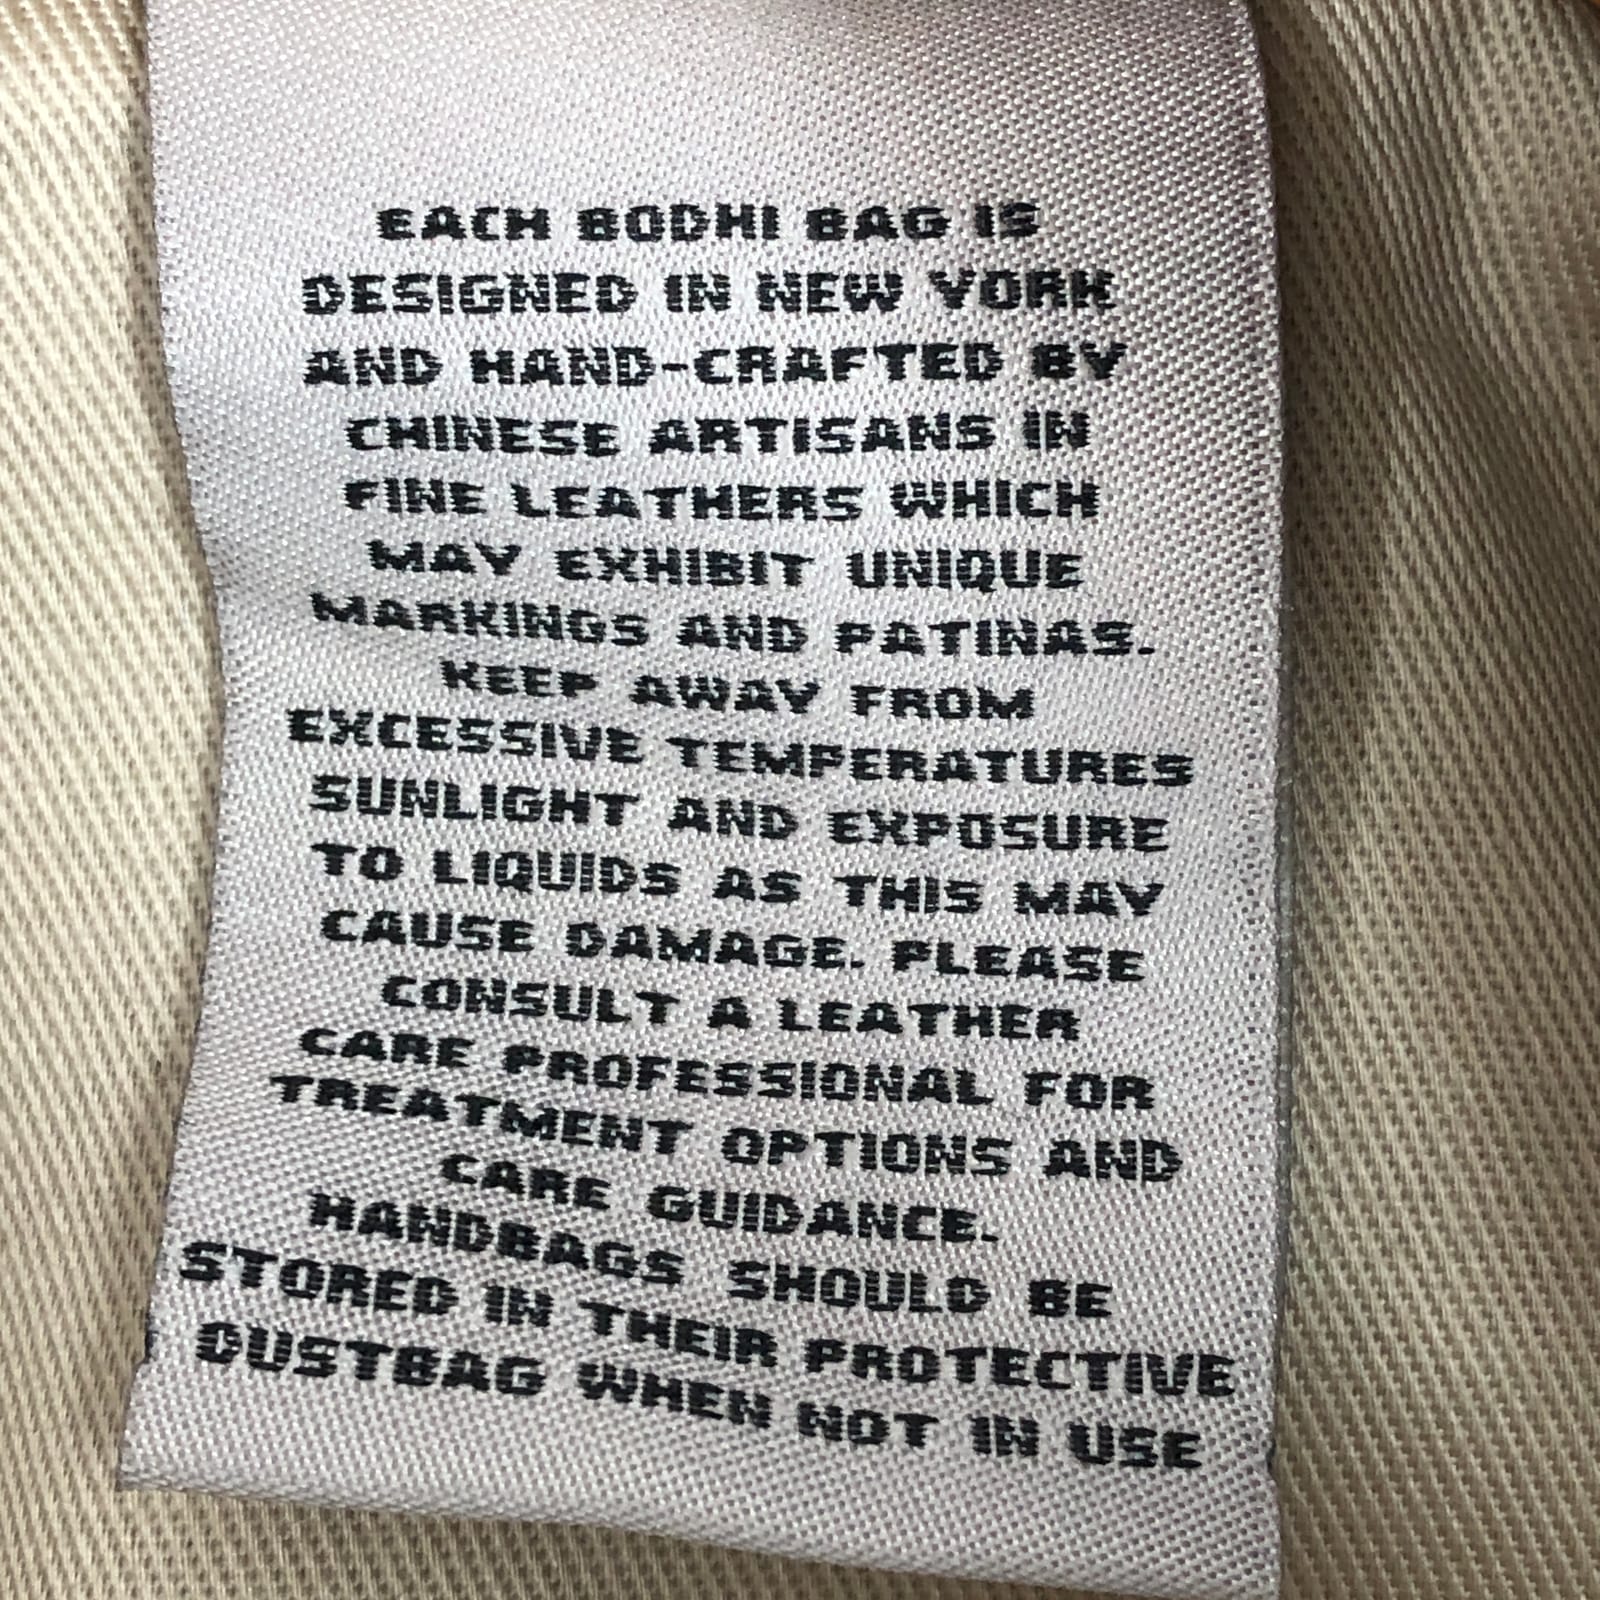 EACH BODHI BAG IS
DESIGNED IN NEW YORK
AND HAND-CRAFTED BY
CHINESE ARTISANS IN
FINE LEATHERS WHICH
MAY EXHIBIT UNIQUE
MARKINGS AND PATINAS.
KEEP AWAY FROM
EXCESSIVE TEMPERATURES
SUNLIGHT AND EXPOSURE
TO LIQUIDS AS THIS MAY
CAUSE DAMAGE. PLEASE
CONSULT A LEATHER
CARE PROFESSIONAL FOR
TREATMENT OPTIONS AND
CARE GUIDANCE.
HANDBAGS SHOULD BE
STORED IN THEIR PROTECTIVE
DUSTBAG WHEN NOT IN USE